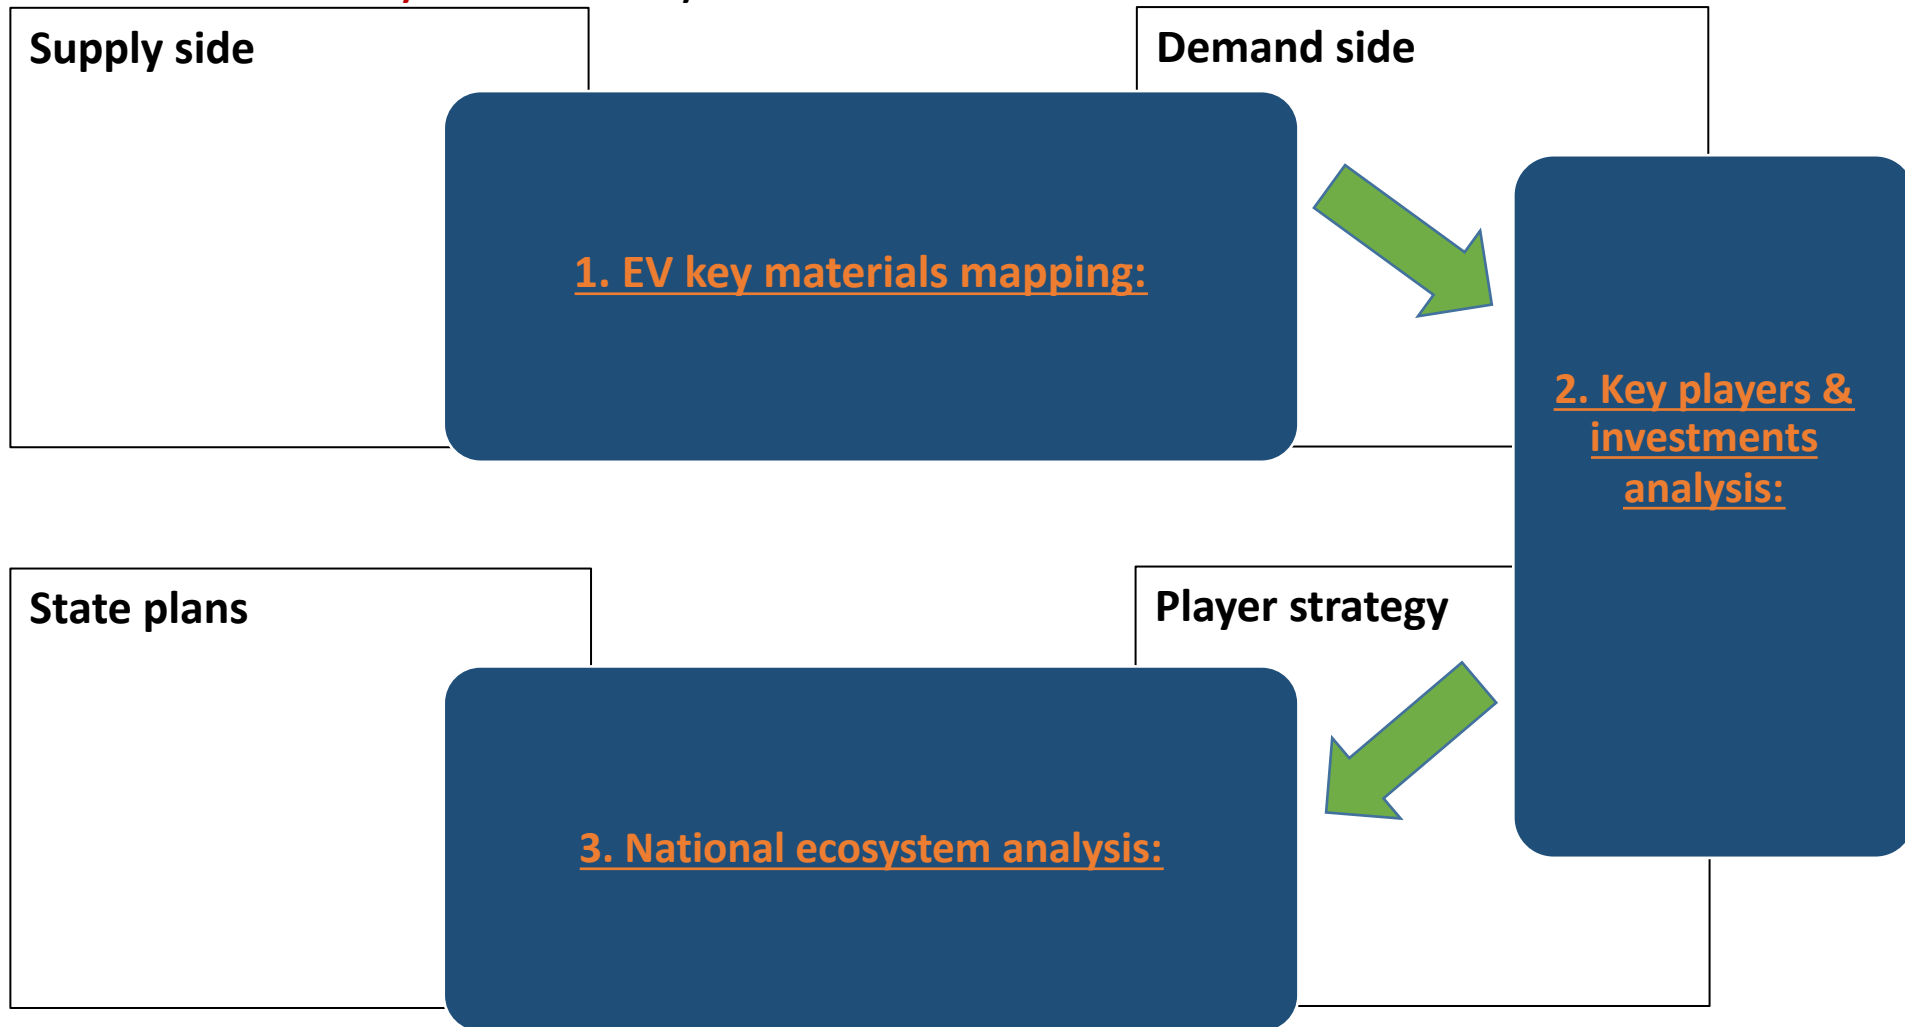 Supply side
Demand side
1. EV key materials mapping:
2. Key players &
investments
analysis:
State plans
Player strategy
3. National ecosystem analysis: